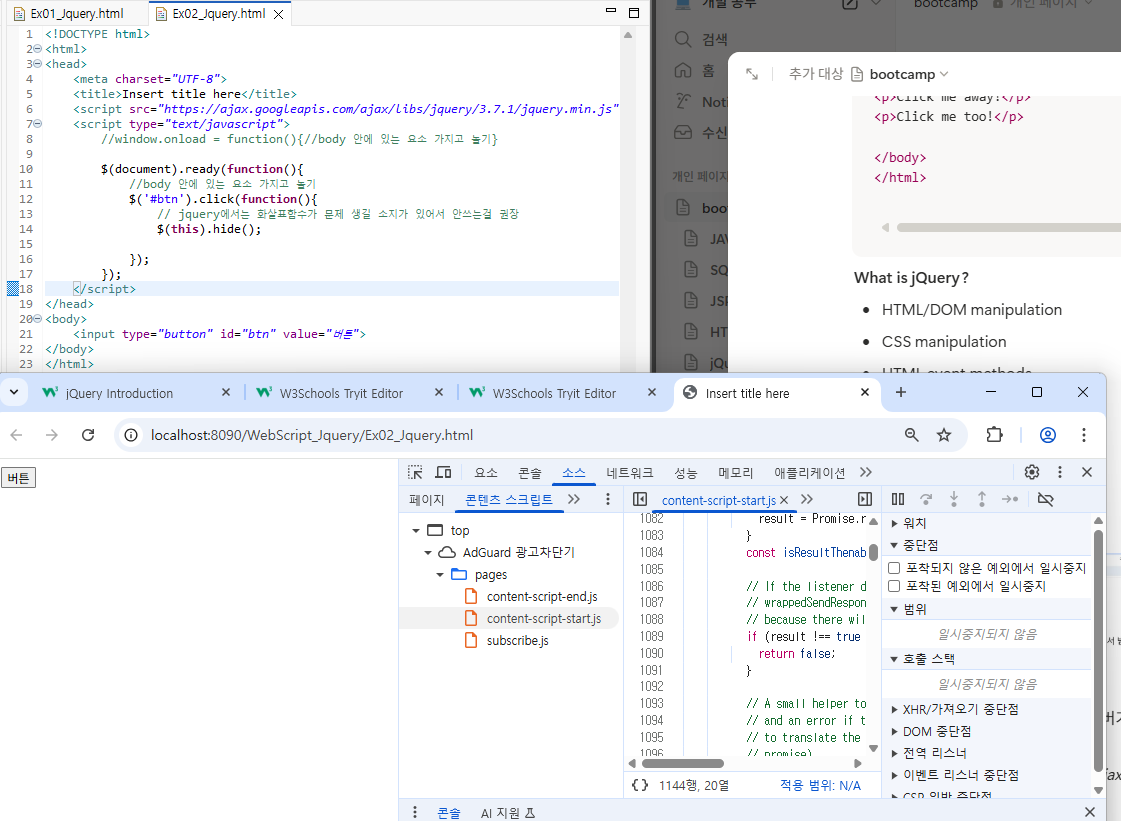 Ex01_Jquery.html
Ex02_Jquery.html
1 <!DOCTYPE html>
2 <html>
3 <head>
4 <meta charset="UTF-8">
5 <title>Insert title here</title>
6 <script src="https://ajax.googleapis.com/ajax/libs/jquery/3.7.1/jquery.min.js"
7 <script type="text/javascript">
8 //window.onload = function(){//body 안에 있는 요소 가지고 놀기}
9
10 $(document).ready(function(){
11 //body 안에 있는 요소 가지고 놀기
12 $('#btn').click(function(){
13 // jquery에서는 화살표함수가 문제 생길 소지가 있어서 안쓰는걸 권장
14 $(this).hide();
15
16 });
17 });
18 </script>
19 </head>
20 <body>
21 <input type="button" id="btn" value="버튼">
22 </body>
23 </html>
개발 공부
bootcamp
개인 페이지
검색
홈
개인 페이지
추가 대상 bootcamp
<p>Click me away!</p>
<p>Click me too!</p>
</body>
</html>
What is jQuery?
• HTML/DOM manipulation
• CSS manipulation
jQuery Introduction
W3Schools Tryit Editor
W3Schools Tryit Editor
Insert title here
localhost:8090/WebScript_Jquery/Ex02_Jquery.html
버튼
요소 콘솔 소스 네트워크 성능 메모리 애플리케이션
페이지 콘텐츠 스크립트
content-script-start.js
top
AdGuard 광고차단기
pages
content-script-end.js
content-script-start.js
subscribe.js
1082 result = Promise.r
1083 }
1084 const isResultThenab
1085
1086 // If the listener d
1087 // wrappedSendRespon
1088 // because there wil
1089 if (result !== true
1090 return false;
1091 }
1092
1093 // A small helper to
1094 // and an error if t
1095 // to translate the
1096 // promise)
{ } 1144행, 20열 적용 범위: N/A
워치
중단점
포착되지 않은 예외에서 일시중지
포착된 예외에서 일시중지
범위
일시중지되지 않음
호출 스택
일시중지되지 않음
XHR/가져오기 중단점
DOM 중단점
전역 리스너
이벤트 리스너 중단점
CSP 위반 중단점
콘솔 AI 지원